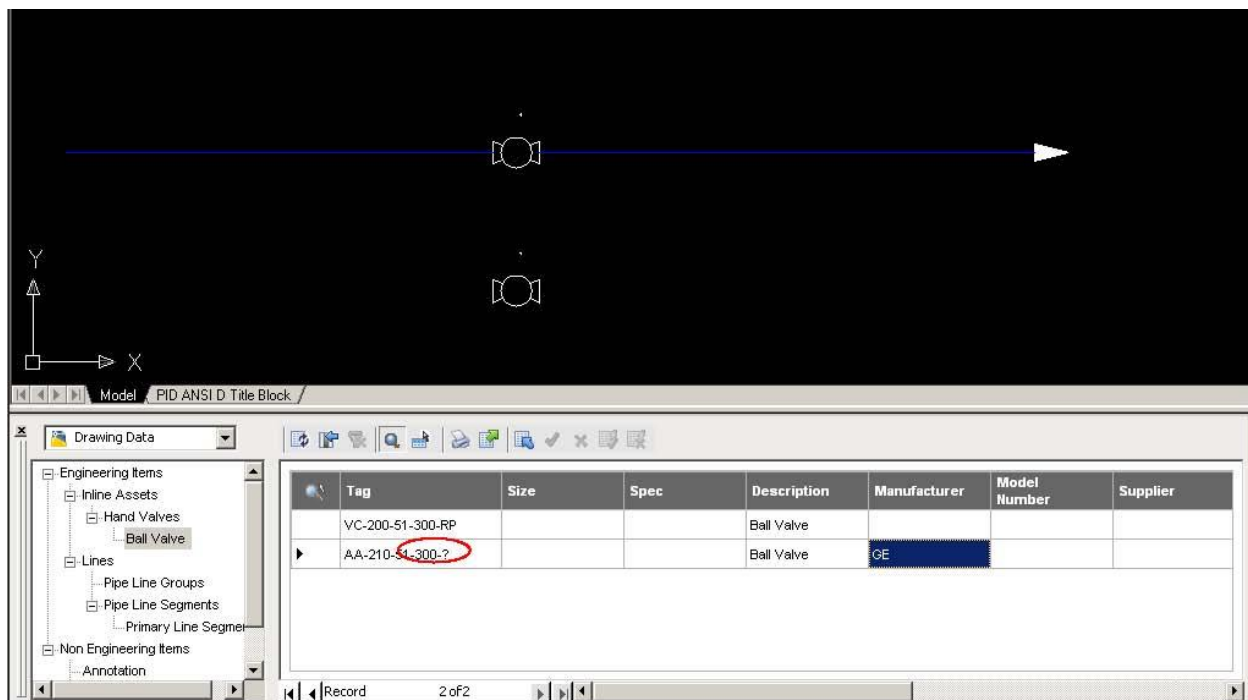 Y
X
Model PID ANSI D Title Block
Drawing Data
Engineering Items
Inline Assets
Hand Valves
Ball Valve
Lines
Pipe Line Groups
Pipe Line Segments
Primary Line Segme
Non Engineering Items
Annotation
Tag Size Spec Description Manufacturer Model Number Supplier
VC-200-51-300-RP Ball Valve
AA-210-51-300-? Ball Valve GE
Record 2 of 2